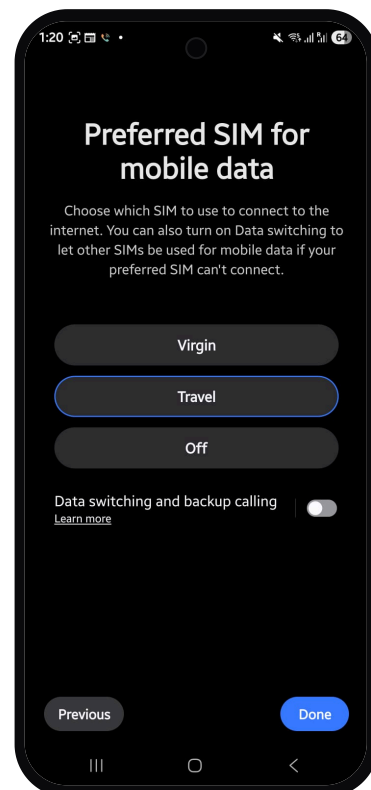 1:20
64
Preferred SIM for
mobile data
Choose which SIM to use to connect to the
internet. You can also turn on Data switching to
let other SIMs be used for mobile data if your
preferred SIM can't connect.
Virgin
Travel
Off
Data switching and backup calling
Learn more
Previous
Done